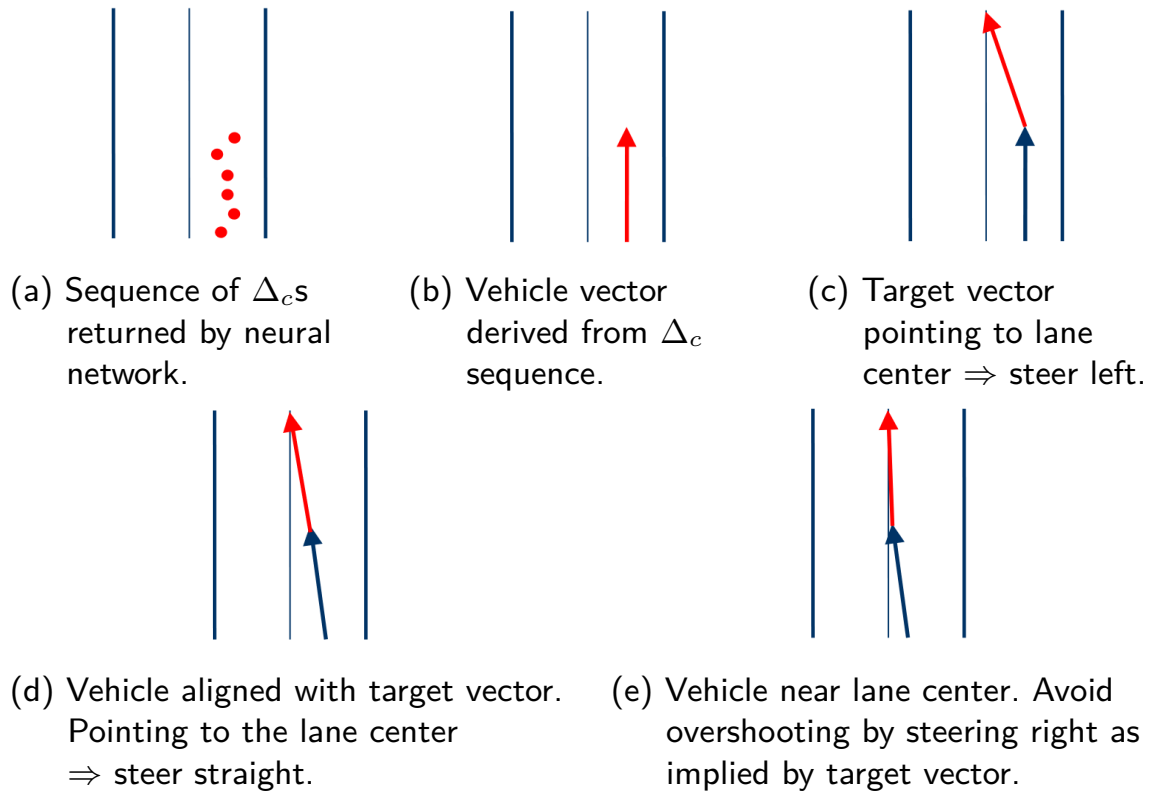 (a) Sequence of Δ_c s
returned by neural
network.
(b) Vehicle vector
derived from Δ_c
sequence.
(c) Target vector
pointing to lane
center ⇒ steer left.
(d) Vehicle aligned with target vector.
Pointing to the lane center
⇒ steer straight.
(e) Vehicle near lane center. Avoid
overshooting by steering right as
implied by target vector.